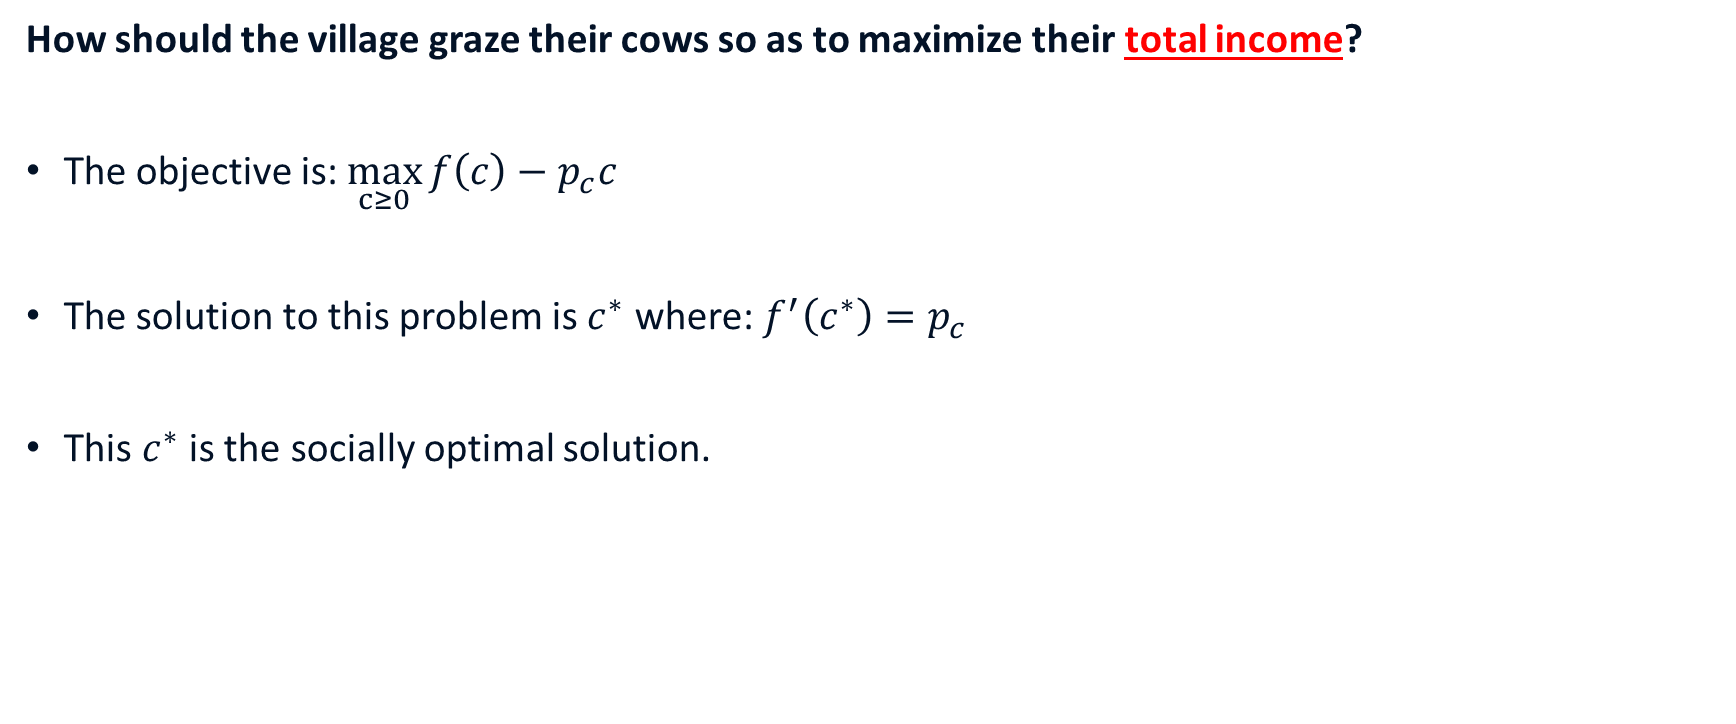 How should the village graze their cows so as to maximize their total income?
• The objective is: max f(c) − p_c c
c≥0
• The solution to this problem is c* where: f′(c*) = p_c
• This c* is the socially optimal solution.